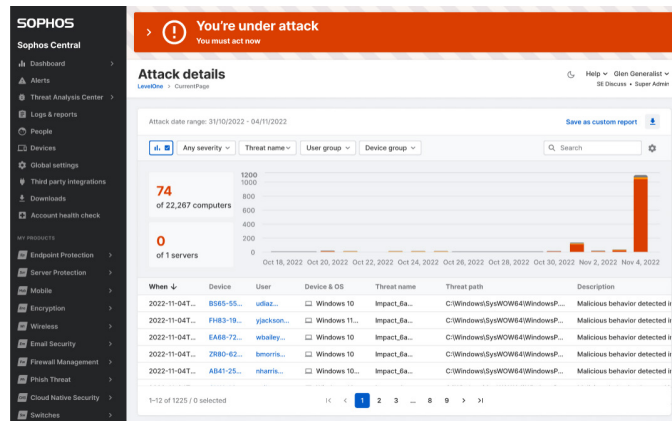 SOPHOS
Sophos Central
Dashboard
Alerts
Threat Analysis Center
Logs & reports
People
Devices
Global settings
Third party integrations
Downloads
Account health check
MY PRODUCTS
Endpoint Protection
Server Protection
Mobile
Encryption
Wireless
Email Security
Firewall Management
Phish Threat
Cloud Native Security
Switches
You're under attack
You must act now
Attack details
LevelOne > CurrentPage
Help Glen Generalist
SE Discuss • Super Admin
Attack date range: 31/10/2022 - 04/11/2022
Save as custom report
Any severity Threat name User group Device group Search
74
of 22,267 computers
0
of 1 servers
1200
1000
800
600
400
200
0
Oct 18, 2022 Oct 20, 2022 Oct 22, 2022 Oct 24, 2022 Oct 26, 2022 Oct 28, 2022 Oct 30, 2022 Nov 2, 2022 Nov 4, 2022
When Device User Device & OS Threat name Threat path Description
2022-11-04T... BS65-55... udiaz... Windows 10 Impact_6a... C:\Windows\SysWOW64\WindowsP... Malicious behavior detected in
2022-11-04T... FH83-19... yjackson... Windows 11... Impact_6a... C:\Windows\SysWOW64\WindowsP... Malicious behavior detected in
2022-11-04T... EA68-72... wbailey... Windows 10 Impact_6a... C:\Windows\SysWOW64\WindowsP... Malicious behavior detected in
2022-11-04T... ZR80-62... bmorris... Windows 10 Impact_6a... C:\Windows\SysWOW64\WindowsP... Malicious behavior detected in
2022-11-04T... AB41-25... nharris... Windows 10... Impact_6a... C:\Windows\SysWOW64\WindowsP... Malicious behavior detected in
1–12 of 1225 / 0 selected
1 2 3 ... 8 9